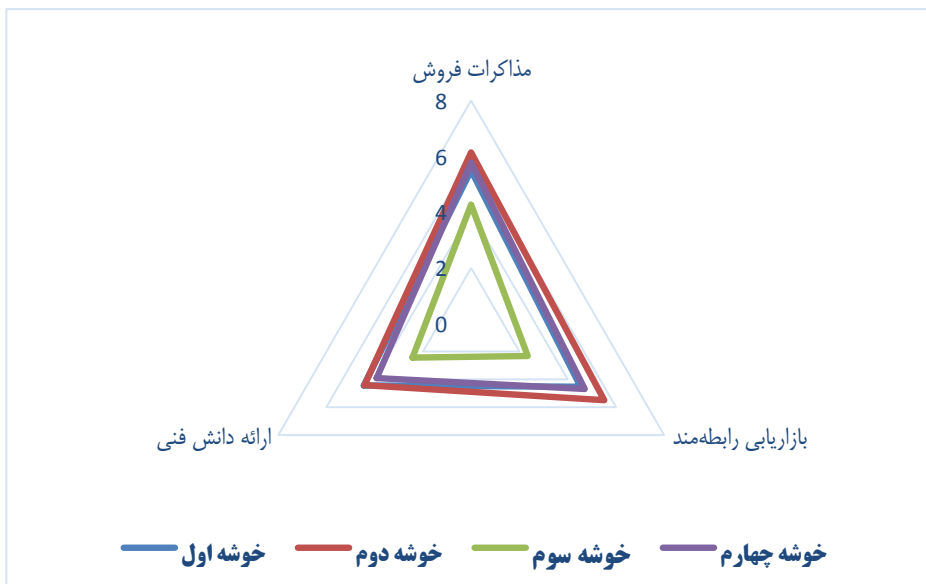 مذاکرات فروش
8
6
4
2
0
ارائه دانش فنی
بازاریابی رابطه‌مند
خوشه اول
خوشه دوم
خوشه سوم
خوشه چهارم